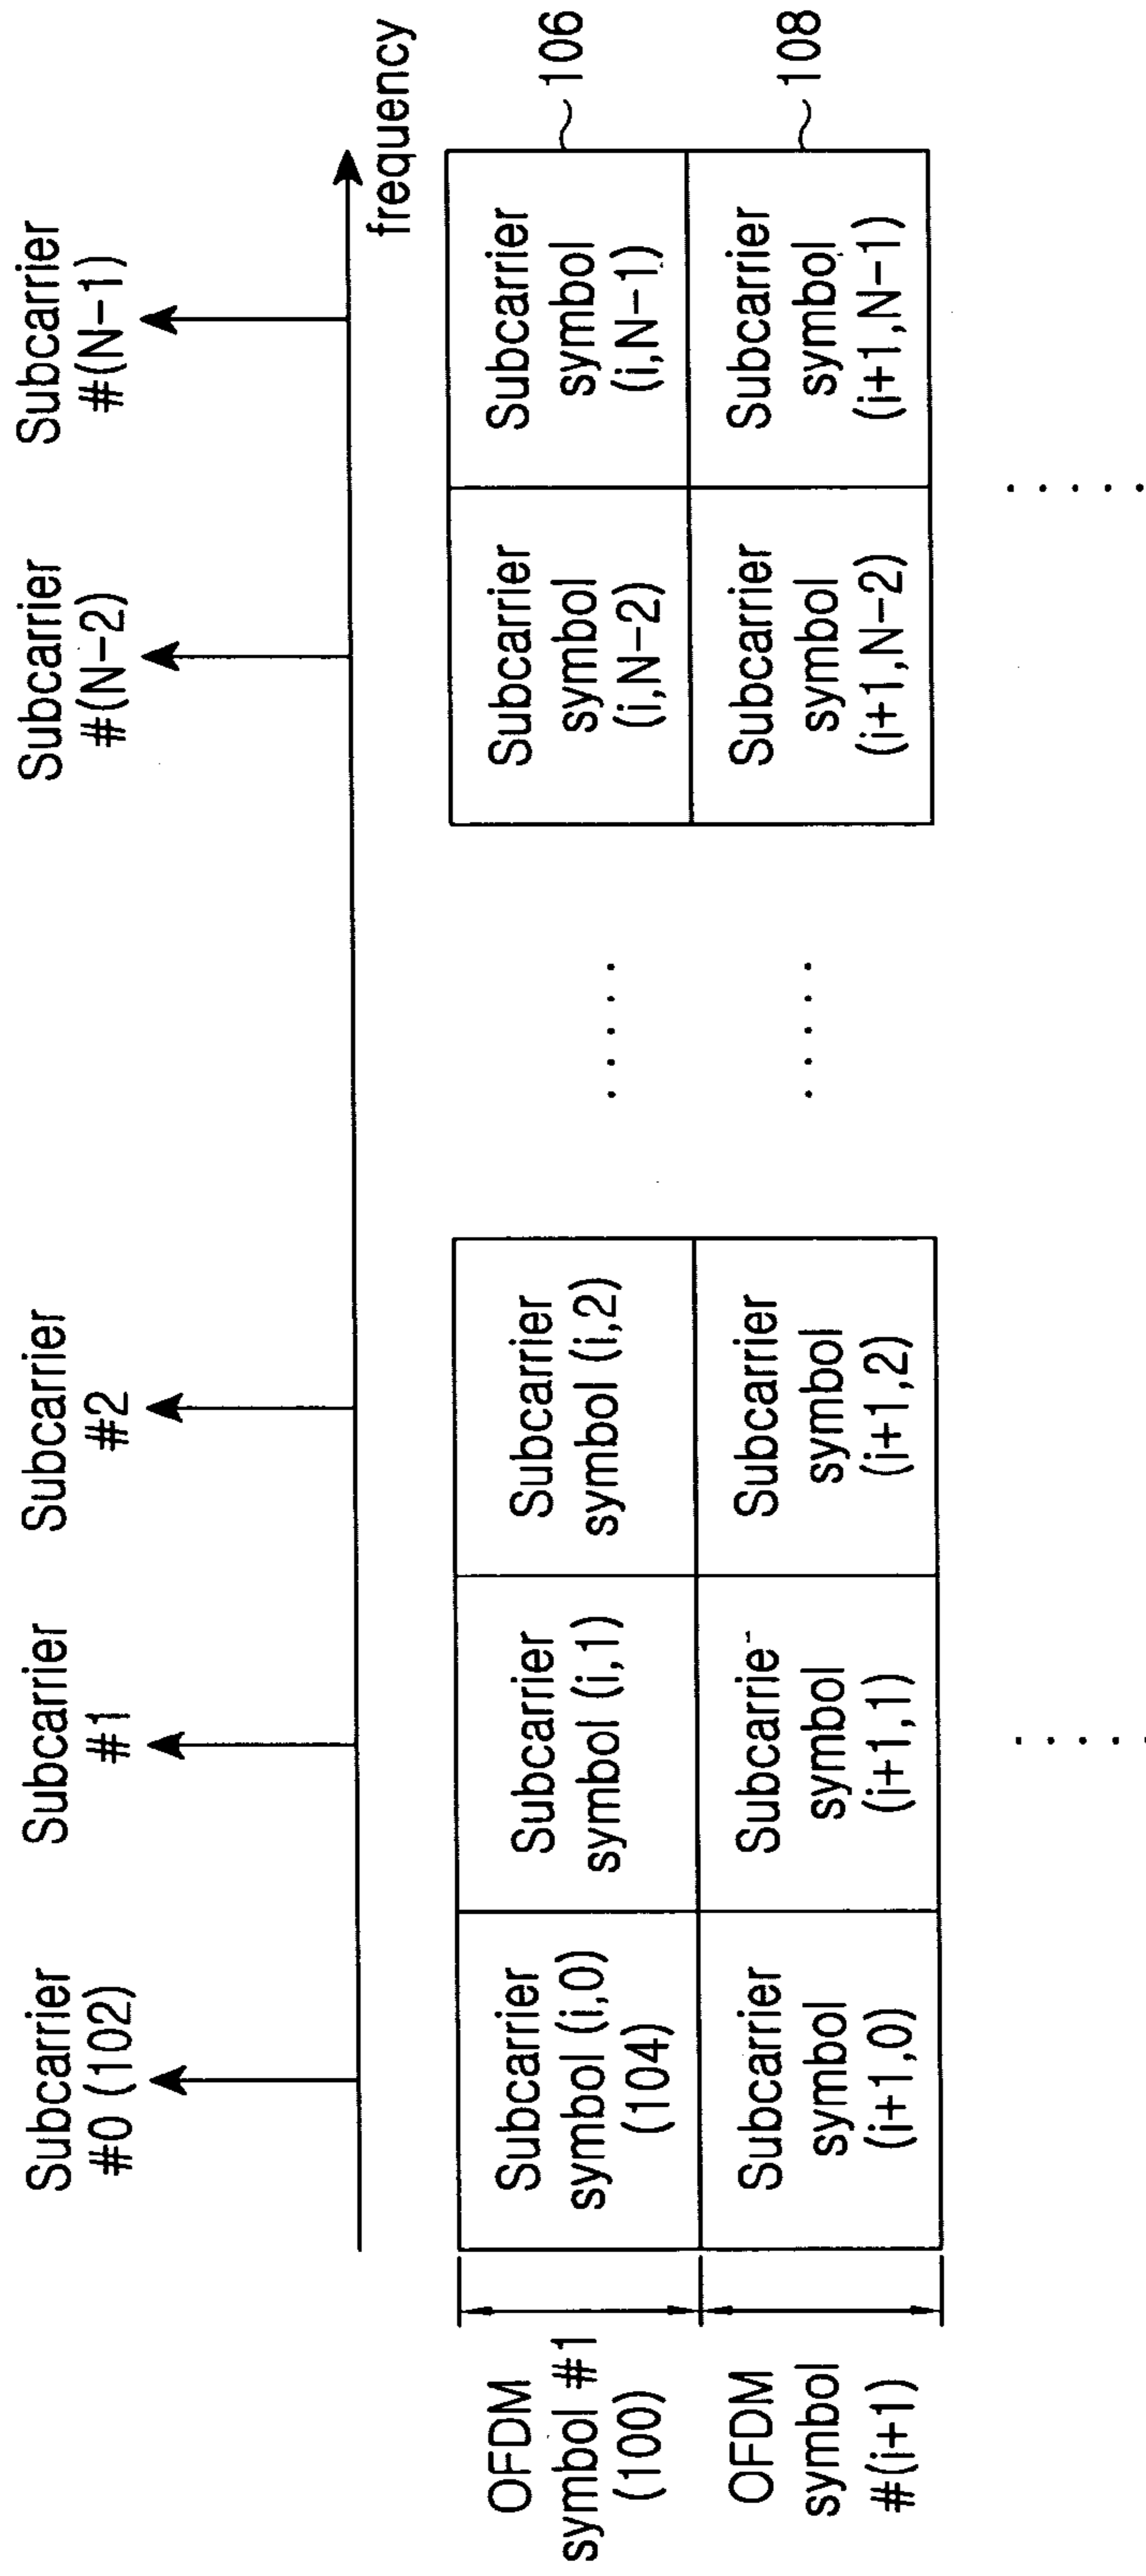 Subcarrier
#0 (102)
Subcarrier
#1
Subcarrier
#2
Subcarrier
#(N-2)
Subcarrier
#(N-1)
frequency
OFDM
symbol #1
(100)
Subcarrier
symbol (i,0)
(104)
Subcarrier
symbol (i,1)
Subcarrier
symbol (i,2)
. . . . .
Subcarrier
symbol
(i,N-2)
Subcarrier
symbol
(i,N-1)
106
OFDM
symbol
#(i+1)
Subcarrier
symbol
(i+1,0)
Subcarrier
symbol
(i+1,1)
Subcarrier
symbol
(i+1,2)
. . . . .
Subcarrier
symbol
(i+1,N-2)
Subcarrier
symbol
(i+1,N-1)
108